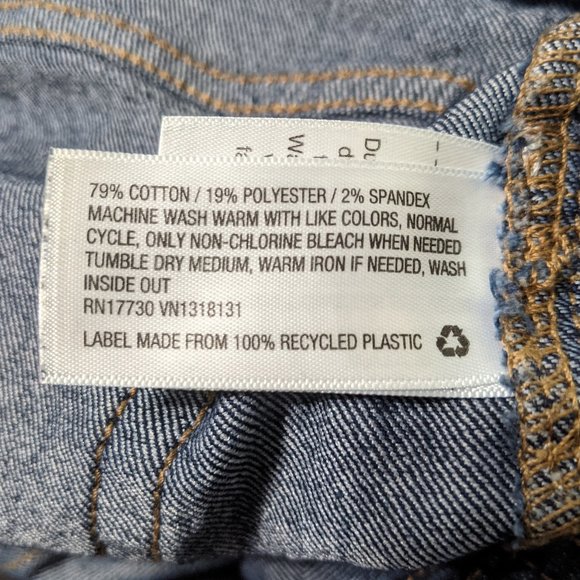 79% COTTON / 19% POLYESTER / 2% SPANDEX
MACHINE WASH WARM WITH LIKE COLORS, NORMAL
CYCLE, ONLY NON-CHLORINE BLEACH WHEN NEEDED
TUMBLE DRY MEDIUM, WARM IRON IF NEEDED, WASH
INSIDE OUT
RN17730 VN1318131
LABEL MADE FROM 100% RECYCLED PLASTIC